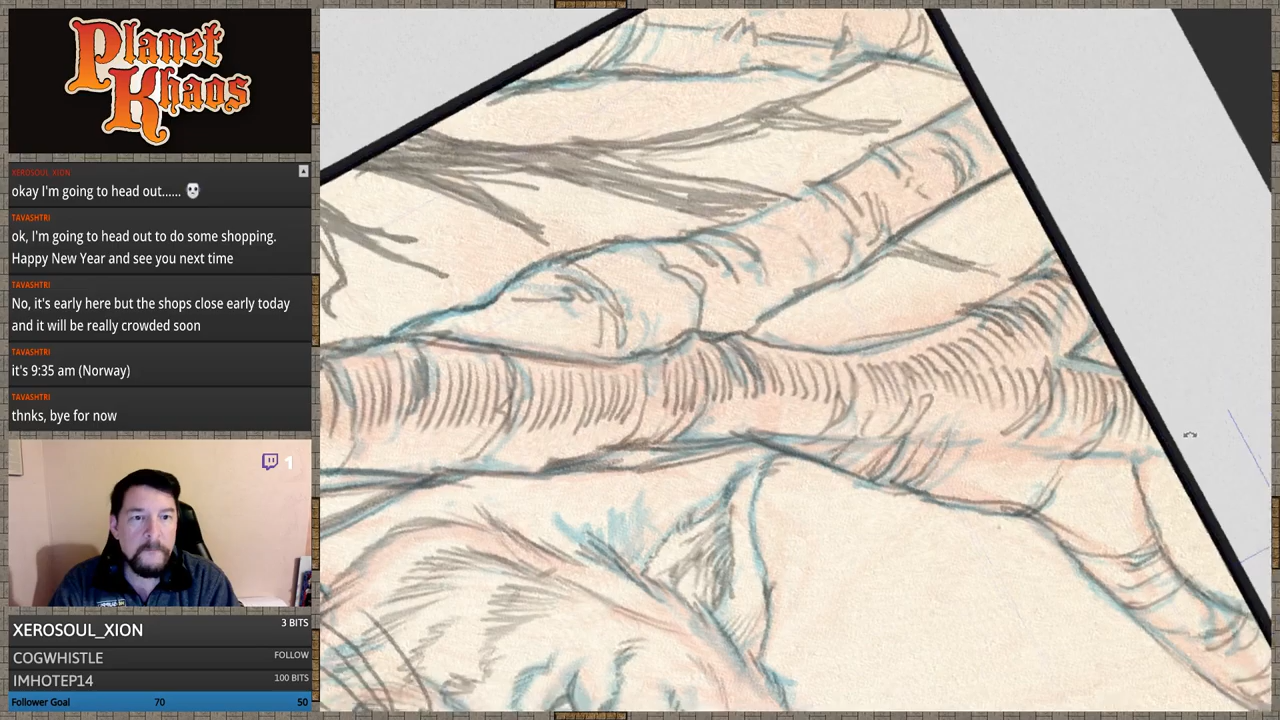 Planet
Khaos
XEROSOUL_XION
okay I'm going to head out......
TAVASHTRI
ok, I'm going to head out to do some shopping.
Happy New Year and see you next time
TAVASHTRI
No, it's early here but the shops close early today
and it will be really crowded soon
TAVASHTRI
it's 9:35 am (Norway)
TAVASHTRI
thnks, bye for now
1
XEROSOUL_XION 3 BITS
COGWHISTLE FOLLOW
IMHOTEP14 100 BITS
Follower Goal 70 50